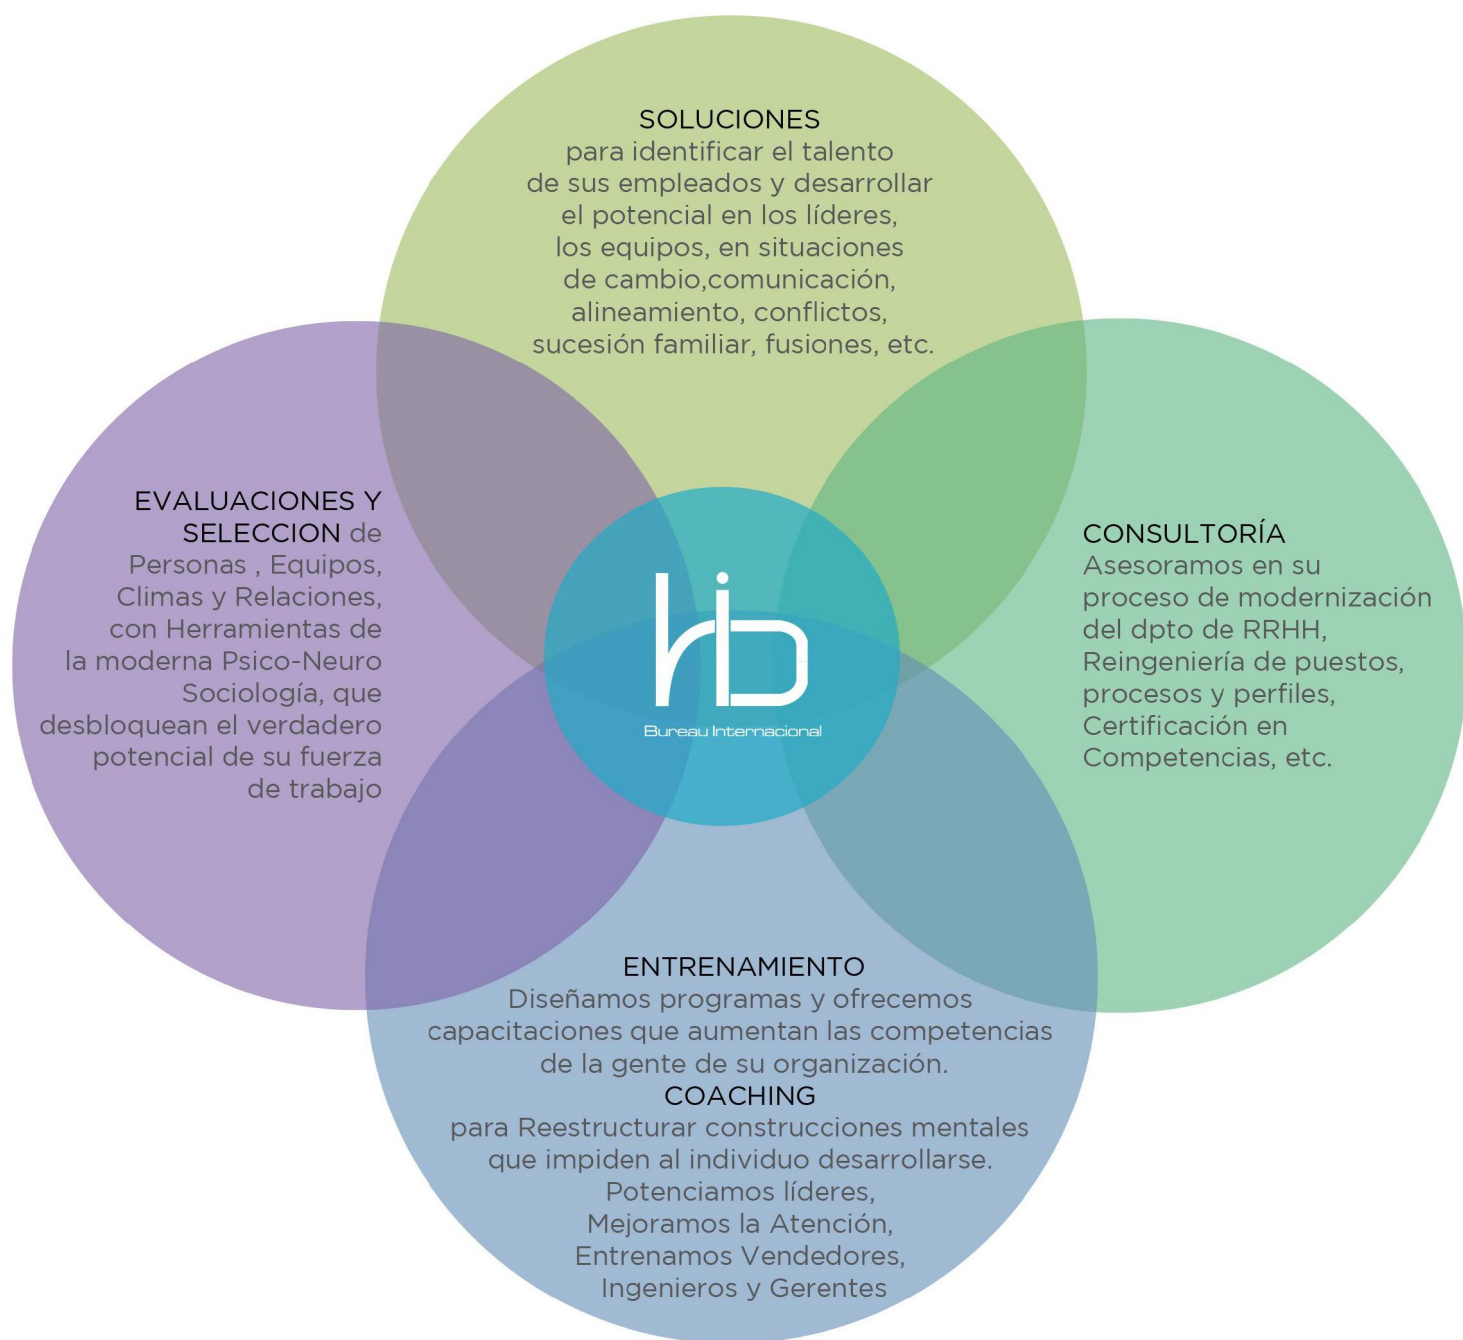 SOLUCIONES
para identificar el talento
de sus empleados y desarrollar
el potencial en los líderes,
los equipos, en situaciones
de cambio,comunicación,
alineamiento, conflictos,
sucesión familiar, fusiones, etc.
EVALUACIONES Y
SELECCION de
Personas , Equipos,
Climas y Relaciones,
con Herramientas de
la moderna Psico-Neuro
Sociología, que
desbloquean el verdadero
potencial de su fuerza
de trabajo
Bureau Internacional
CONSULTORÍA
Asesoramos en su
proceso de modernización
del dpto de RRHH,
Reingeniería de puestos,
procesos y perfiles,
Certificación en
Competencias, etc.
ENTRENAMIENTO
Diseñamos programas y ofrecemos
capacitaciones que aumentan las competencias
de la gente de su organización.
COACHING
para Reestructurar construcciones mentales
que impiden al individuo desarrollarse.
Potenciamos líderes,
Mejoramos la Atención,
Entrenamos Vendedores,
Ingenieros y Gerentes